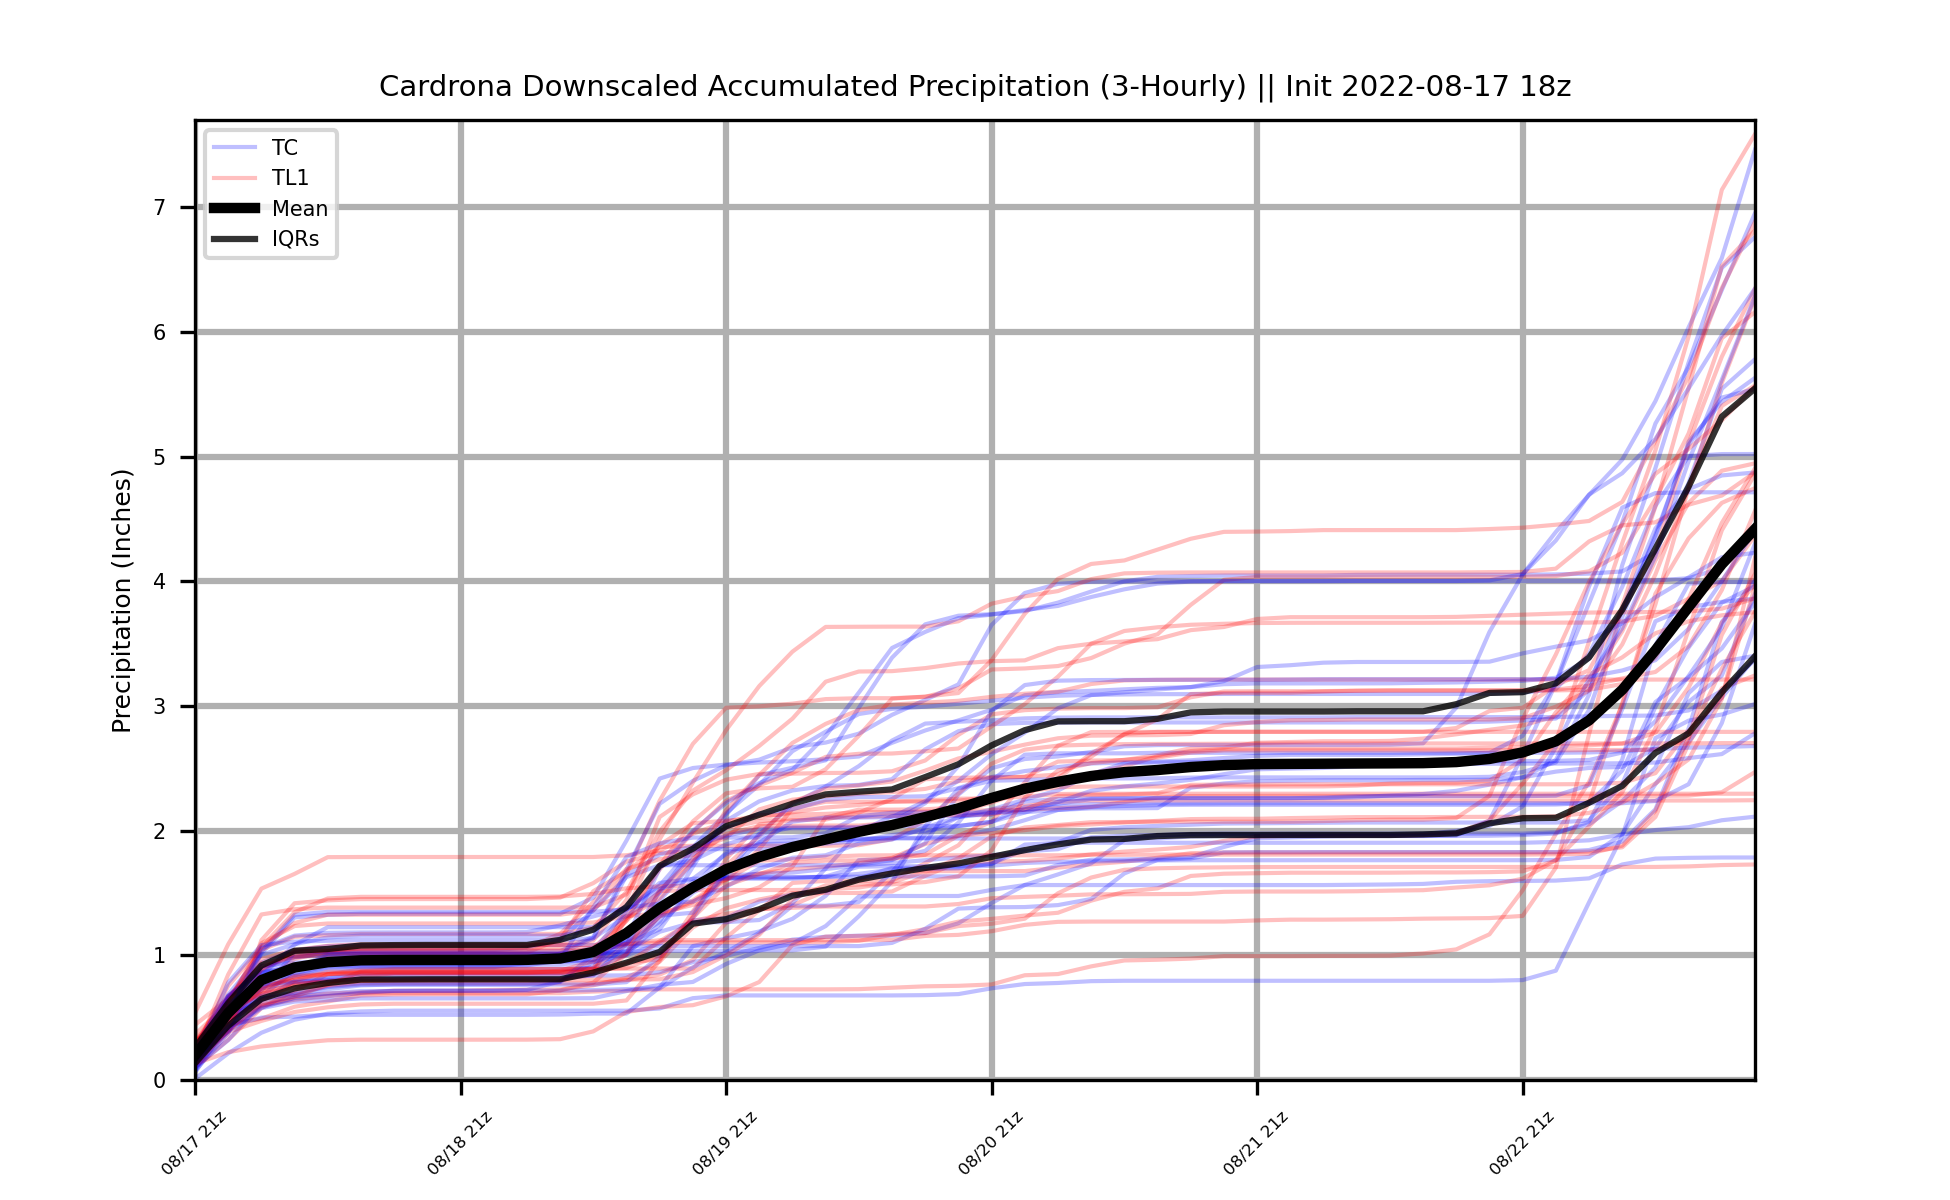 Cardrona Downscaled Accumulated Precipitation (3-Hourly) || Init 2022-08-17 18z
TC
TL1
Mean
IQRs
Precipitation (Inches)
7
6
5
4
3
2
1
0
08/17 21z
08/18 21z
08/19 21z
08/20 21z
08/21 21z
08/22 21z